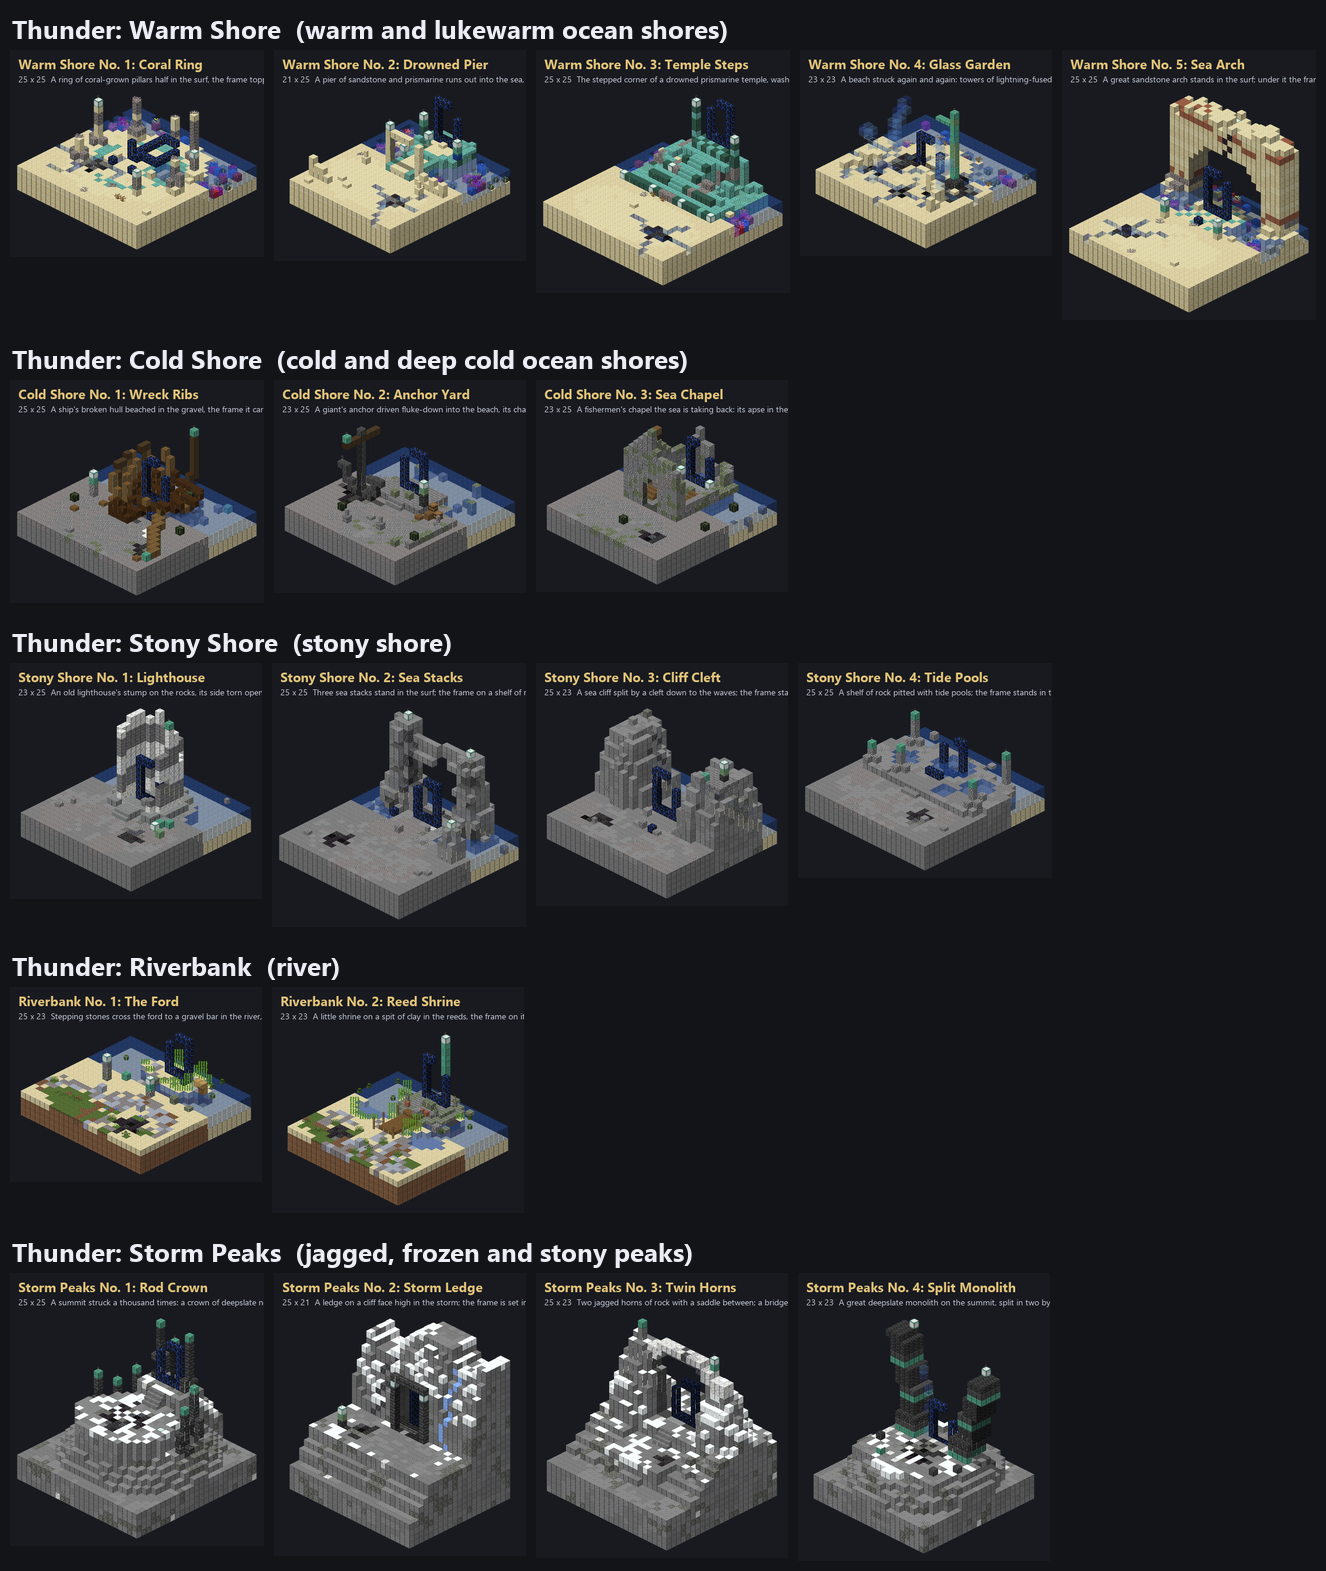 Thunder: Warm Shore (warm and lukewarm ocean shores)
Warm Shore No. 1: Coral Ring
25 x 25 A ring of coral-grown pillars half in the surf, the frame topp
Warm Shore No. 2: Drowned Pier
21 x 25 A pier of sandstone and prismarine runs out into the sea,
Warm Shore No. 3: Temple Steps
25 x 25 The stepped corner of a drowned prismarine temple, wash
Warm Shore No. 4: Glass Garden
23 x 23 A beach struck again and again: towers of lightning-fused
Warm Shore No. 5: Sea Arch
25 x 25 A great sandstone arch stands in the surf; under it the fram
Thunder: Cold Shore (cold and deep cold ocean shores)
Cold Shore No. 1: Wreck Ribs
25 x 25 A ship's broken hull beached in the gravel, the frame it car
Cold Shore No. 2: Anchor Yard
23 x 25 A giant's anchor driven fluke-down into the beach, its cha
Cold Shore No. 3: Sea Chapel
23 x 25 A fishermen's chapel the sea is taking back: its apse in the
Thunder: Stony Shore (stony shore)
Stony Shore No. 1: Lighthouse
23 x 25 An old lighthouse's stump on the rocks, its side torn open
Stony Shore No. 2: Sea Stacks
25 x 25 Three sea stacks stand in the surf; the frame on a shelf of r
Stony Shore No. 3: Cliff Cleft
25 x 23 A sea cliff split by a cleft down to the waves; the frame sta
Stony Shore No. 4: Tide Pools
25 x 25 A shelf of rock pitted with tide pools; the frame stands in t
Thunder: Riverbank (river)
Riverbank No. 1: The Ford
25 x 23 Stepping stones cross the ford to a gravel bar in the river,
Riverbank No. 2: Reed Shrine
23 x 23 A little shrine on a spit of clay in the reeds, the frame on it
Thunder: Storm Peaks (jagged, frozen and stony peaks)
Storm Peaks No. 1: Rod Crown
25 x 25 A summit struck a thousand times: a crown of deepslate n
Storm Peaks No. 2: Storm Ledge
25 x 21 A ledge on a cliff face high in the storm; the frame is set ir
Storm Peaks No. 3: Twin Horns
25 x 23 Two jagged horns of rock with a saddle between; a bridge
Storm Peaks No. 4: Split Monolith
23 x 23 A great deepslate monolith on the summit, split in two by